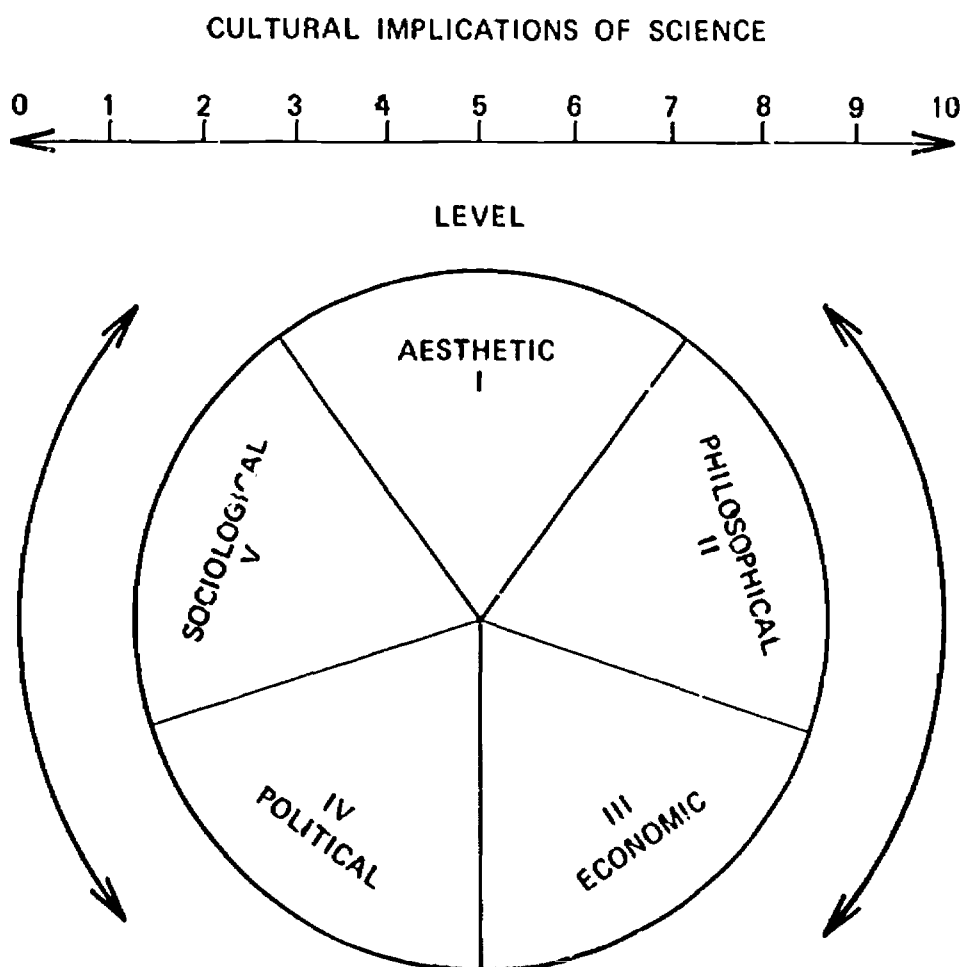 CULTURAL IMPLICATIONS OF SCIENCE
0 1 2 3 4 5 6 7 8 9 10
LEVEL
AESTHETIC
I
PHILOSOPHICAL
II
III
ECONOMIC
IV
POLITICAL
SOCIOLOGICAL
V